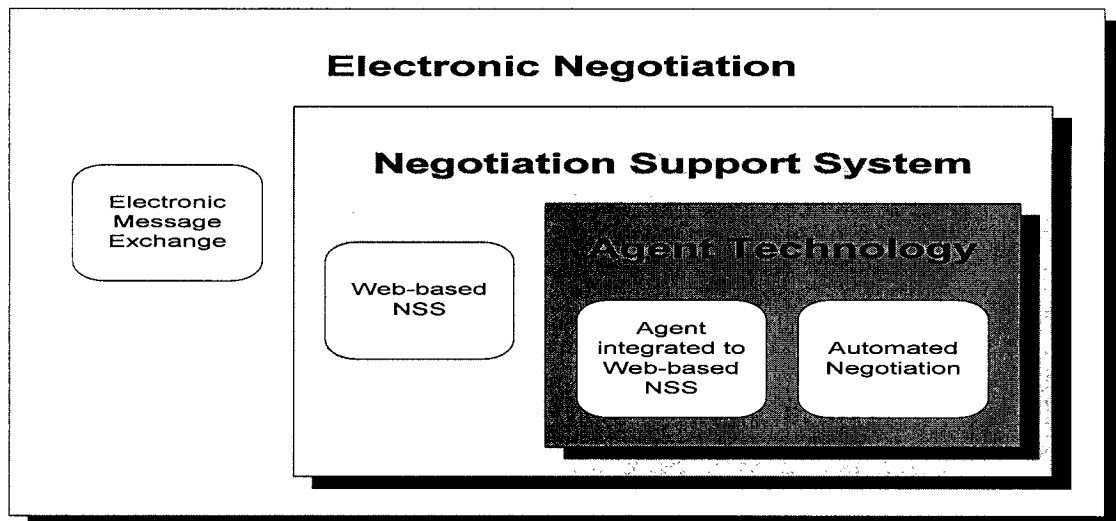 Electronic Negotiation
Negotiation Support System
Electronic
Message
Exchange
Agent Technology
Web-based
NSS
Agent
integrated to
Web-based
NSS
Automated
Negotiation